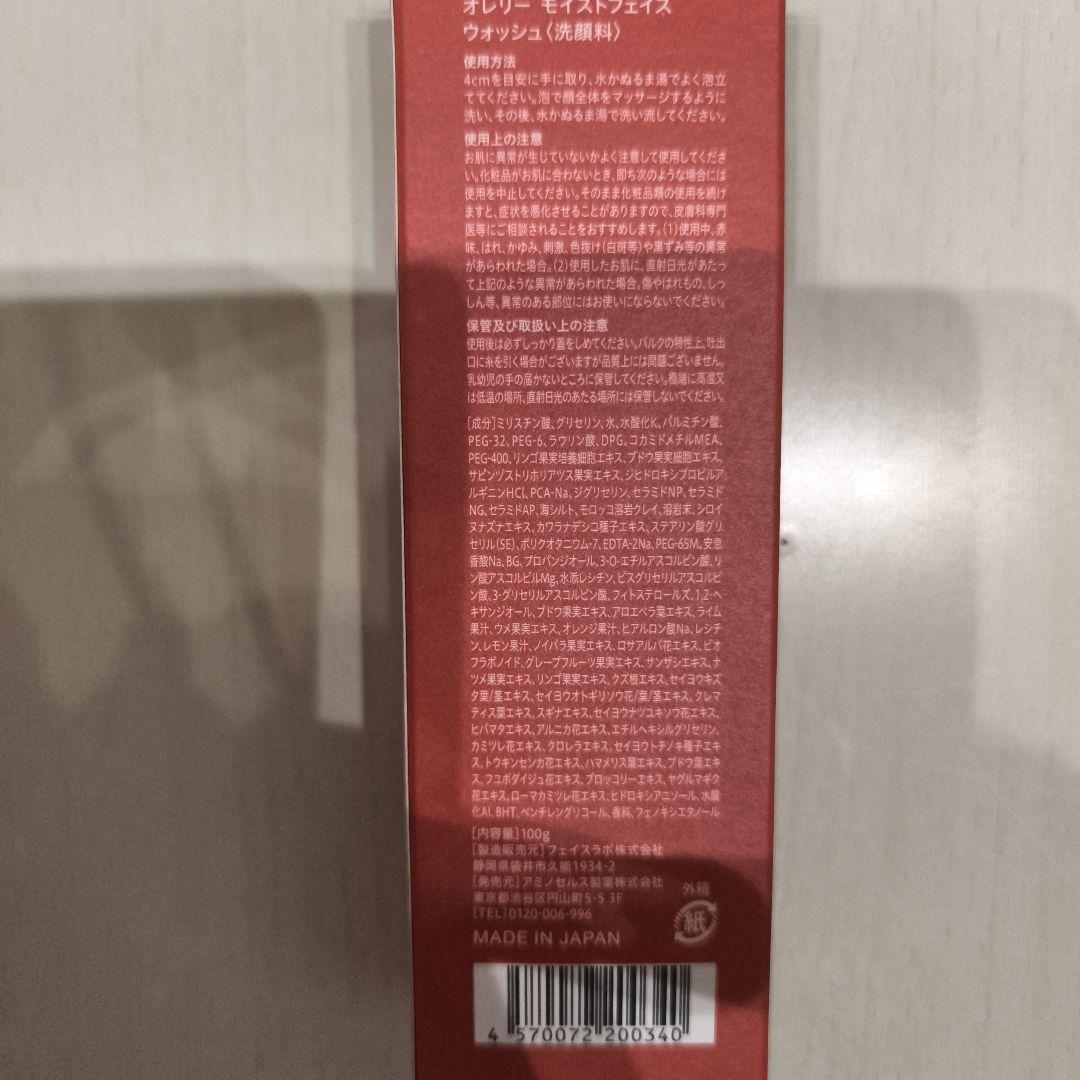 オレリー モイストフェイス
ウォッシュ〈洗顔料〉
使用方法
4cmを目安に手に取り、水かぬるま湯でよく泡立
ててください。泡で顔全体をマッサージするように
洗い、その後、水かぬるま湯で洗い流してください。
使用上の注意
お肌に異常が生じていないかよく注意して使用してくださ
い。化粧品がお肌に合わないとき、即ち次のような場合には
使用を中止してください。そのまま化粧品類の使用を続け
ますと、症状を悪化させることがありますので、皮膚科専門
医等にご相談されることをおすすめします。(1)使用中、赤
味、はれ、かゆみ、刺激、色抜け(白斑等)や黒ずみ等の異常
があらわれた場合。(2)使用したお肌に、直射日光があたっ
て上記のような異常があらわれた場合。傷やはれもの、しっ
しん等、異常のある部位にはお使いにならないでください。
保管及び取扱い上の注意
使用後は必ずしっかり蓋をしめてください。バルクの特性上、吐出
口に糸を引く場合がございますが品質上には問題ございません。
乳幼児の手の届かないところに保管してください。極端に高温又
は低温の場所、直射日光のあたる場所には保管しないでください。
[成分]ミリスチン酸、グリセリン、水、水酸化K、パルミチン酸、
PEG-32、PEG-6、ラウリン酸、DPG、コカミドメチルMEA、
PEG-400、リンゴ果実培養細胞エキス、ブドウ果実細胞エキス、
サピンヅストリホリアツス果実エキス、ジヒドロキシプロピルア
ルギニンHCl、PCA-Na、ジグリセリン、セラミドNP、セラミド
NG、セラミドAP、海シルト、モロッコ溶岩クレイ、溶岩末、シロイ
ヌナズナエキス、カワラナデシコ種子エキス、ステアリン酸グリ
セリル(SE)、ポリクオタニウム-7、EDTA-2Na、PEG-65M、安息
香酸Na、BG、プロパンジオール、3-O-エチルアスコルビン酸、リ
ン酸アスコルビルMg、水添レシチン、ビスグリセリルアスコルビ
ン酸、3-グリセリルアスコルビン酸、フィトステロールズ、1,2-ヘ
キサンジオール、ブドウ果実エキス、アロエベラ葉エキス、ライム
果汁、ウメ果実エキス、オレンジ果汁、ヒアルロン酸Na、レシチ
ン、レモン果汁、ノイバラ果実エキス、ロサアルバ花エキス、ビオ
フラボノイド、グレープフルーツ果実エキス、サンザシエキス、ナ
ツメ果実エキス、リンゴ果実エキス、クズ根エキス、セイヨウキズ
タ葉/茎エキス、セイヨウオトギリソウ花/葉/茎エキス、クレマ
ティス葉エキス、スギナエキス、セイヨウナツユキソウ花エキス、
ヒバマタエキス、アルニカ花エキス、エチルヘキシルグリセリン、
カミツレ花エキス、クロレラエキス、セイヨウトチノキ種子エキ
ス、トウキンセンカ花エキス、ハマメリス葉エキス、ブドウ葉エキ
ス、フユボダイジュ花エキス、ブロッコリーエキス、ヤグルマギク
花エキス、ローマカミツレ花エキス、ヒドロキシアニソール、水酸
化Al、BHT、ペンチレングリコール、香料、フェノキシエタノール
[内容量]100g
[製造販売元]フェイスラボ株式会社
静岡県袋井市久能1934-2
[発売元]アミノセルス製薬株式会社
東京都渋谷区円山町5-5 3F
[TEL]0120-006-996
外箱
紙
MADE IN JAPAN
4 570072 200340